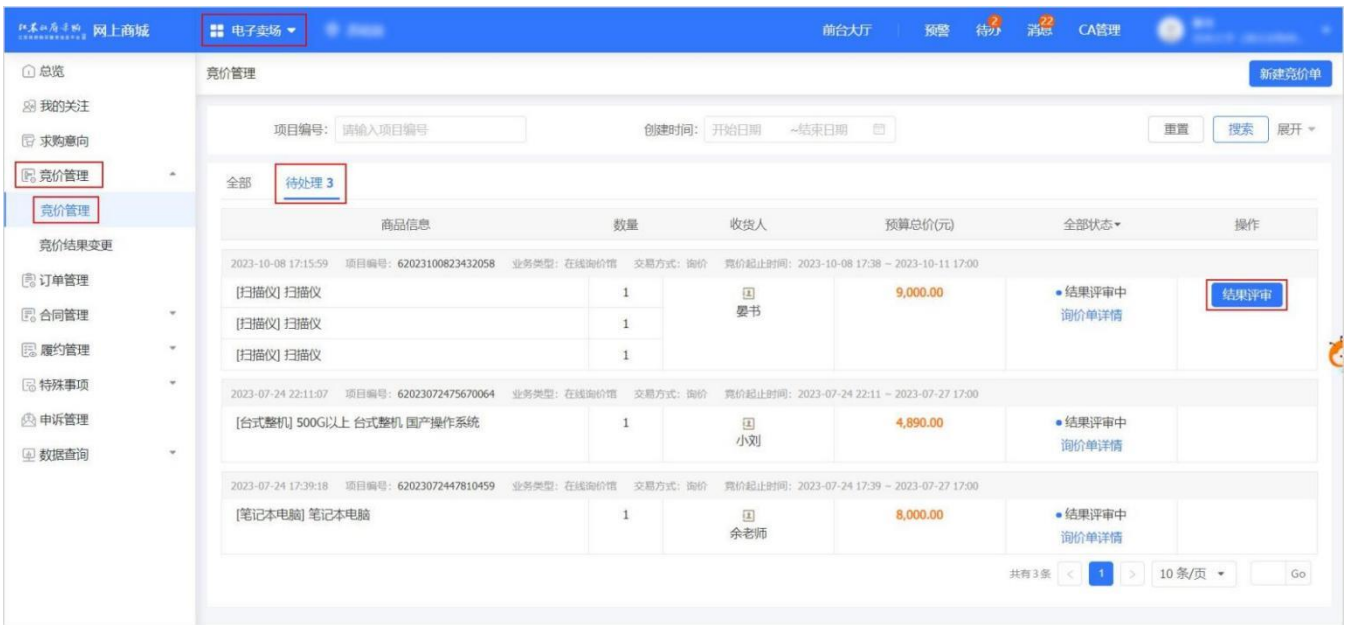 网上商城
电子卖场
前台大厅 预警 待办 2 消息 22 CA管理
总览
我的关注
求购意向
竞价管理
竞价管理
竞价结果变更
订单管理
合同管理
履约管理
特殊事项
申诉管理
数据查询
竞价管理 新建竞价单
项目编号: 请输入项目编号 创建时间: 开始日期 ~结束日期 重置 搜索 展开
全部 待处理 3
商品信息 数量 收货人 预算总价(元) 全部状态 操作
2023-10-08 17:15:59 项目编号: 62023100823432058 业务类型: 在线询价馆 交易方式: 询价 竞价起止时间: 2023-10-08 17:38 ~ 2023-10-11 17:00
[扫描仪] 扫描仪 1 晏书 9,000.00 结果评审中 结果评审
询价单详情
[扫描仪] 扫描仪 1
[扫描仪] 扫描仪 1
2023-07-24 22:11:07 项目编号: 62023072475670064 业务类型: 在线询价馆 交易方式: 询价 竞价起止时间: 2023-07-24 22:11 ~ 2023-07-27 17:00
[台式整机] 500G以上 台式整机 国产操作系统 1 小刘 4,890.00 结果评审中
询价单详情
2023-07-24 17:39:18 项目编号: 62023072447810459 业务类型: 在线询价馆 交易方式: 询价 竞价起止时间: 2023-07-24 17:39 ~ 2023-07-27 17:00
[笔记本电脑] 笔记本电脑 1 余老师 8,000.00 结果评审中
询价单详情
共有3条 < 1 > 10 条/页 Go